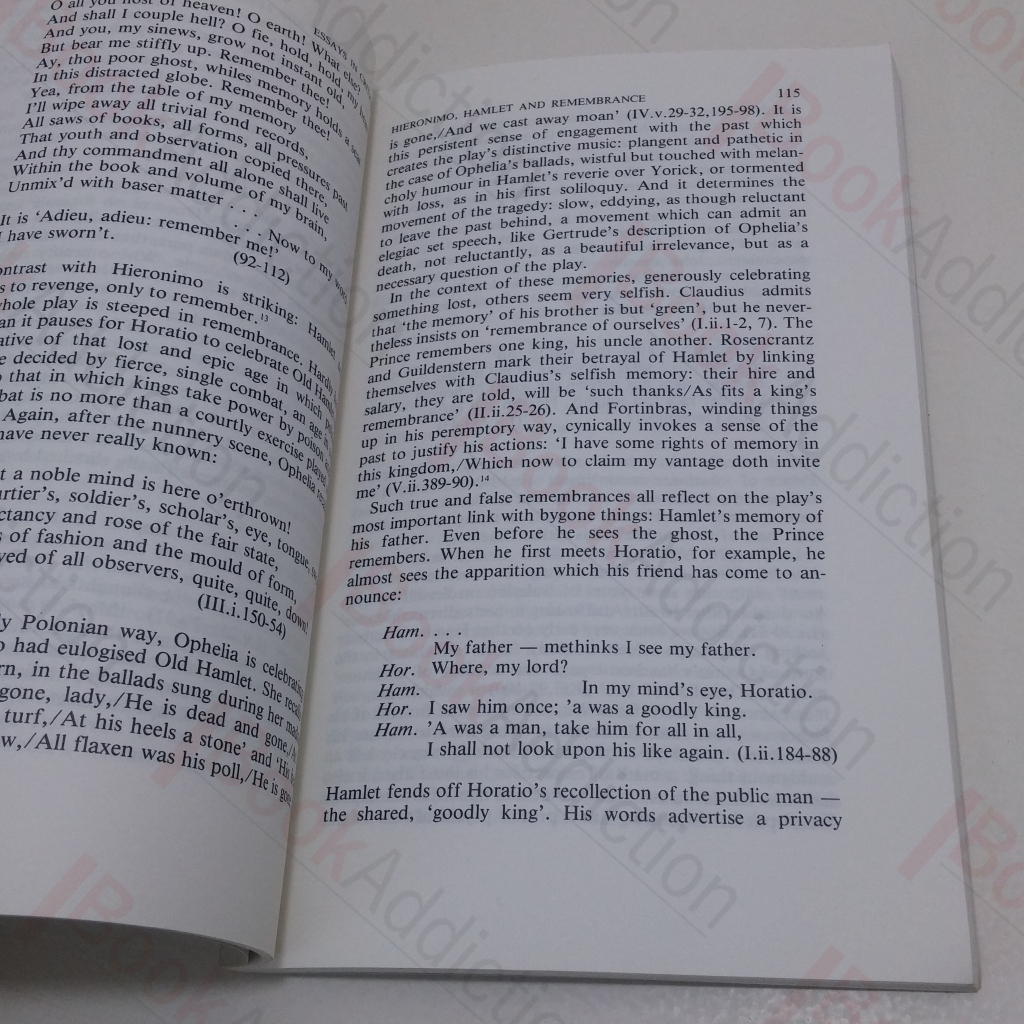 ESSAYS IN
O all you host of heaven! O earth! What else?
And shall I couple hell? O fie, hold, hold, my
And you, my sinews, grow not instant old,
But bear me stiffly up. Remember thee!
Ay, thou poor ghost, whiles memory holds a seat
In this distracted globe. Remember thee!
Yea, from the table of my memory
I'll wipe away all trivial fond records,
All saws of books, all forms, all pressures past
That youth and observation copied there,
And thy commandment all alone shall live
Within the book and volume of my brain,
Unmix'd with baser matter . . .
. . . Now to my word:
It is 'Adieu, adieu: remember me!'
I have sworn't.
(92-112)
ontrast with Hieronimo is striking: Hamlet
s to revenge, only to remember.¹³
hole play is steeped in remembrance. Hardly
an it pauses for Horatio to celebrate Old Hamlet
ative of that lost and epic age in which
e decided by fierce, single combat, an age
o that in which kings take power by poison
bat is no more than a courtly exercise played
Again, after the nunnery scene, Ophelia
have never really known:
t a noble mind is here o'erthrown!
urtier's, soldier's, scholar's, eye, tongue,
ctancy and rose of the fair state,
s of fashion and the mould of form,
ved of all observers, quite, quite, down!
(III.i.150-54)
ly Polonian way, Ophelia is celebrating
o had eulogised Old Hamlet. She recalls
rn, in the ballads sung during her
gone, lady,/He is dead and gone,/
turf,/At his heels a stone' and 'His
w,/All flaxen was his poll,/He is gone
HIERONIMO, HAMLET AND REMEMBRANCE 115
is gone,/And we cast away moan' (IV.v.29-32,195-98). It is
this persistent sense of engagement with the past which
creates the play's distinctive music: plangent and pathetic in
the case of Ophelia's ballads, wistful but touched with melan-
choly humour in Hamlet's reverie over Yorick, or tormented
with loss, as in his first soliloquy. And it determines the
movement of the tragedy: slow, eddying, as though reluctant
to leave the past behind, a movement which can admit an
elegiac set speech, like Gertrude's description of Ophelia's
death, not reluctantly, as a beautiful irrelevance, but as a
necessary question of the play.
In the context of these memories, generously celebrating
something lost, others seem very selfish. Claudius admits
that 'the memory' of his brother is but 'green', but he never-
theless insists on 'remembrance of ourselves' (I.ii.1-2, 7). The
Prince remembers one king, his uncle another. Rosencrantz
and Guildenstern mark their betrayal of Hamlet by linking
themselves with Claudius's selfish memory: their hire and
salary, they are told, will be 'such thanks/As fits a king's
remembrance' (II.ii.25-26). And Fortinbras, winding things
up in his peremptory way, cynically invokes a sense of the
past to justify his actions: 'I have some rights of memory in
this kingdom,/Which now to claim my vantage doth invite
me' (V.ii.389-90).¹⁴
Such true and false remembrances all reflect on the play's
most important link with bygone things: Hamlet's memory of
his father. Even before he sees the ghost, the Prince
remembers. When he first meets Horatio, for example, he
almost sees the apparition which his friend has come to an-
nounce:
Ham. . . .
My father — methinks I see my father.
Hor. Where, my lord?
Ham. In my mind's eye, Horatio.
Hor. I saw him once; 'a was a goodly king.
Ham. 'A was a man, take him for all in all,
I shall not look upon his like again. (I.ii.184-88)
Hamlet fends off Horatio's recollection of the public man —
the shared, 'goodly king'. His words advertise a privacy
BookAddiction